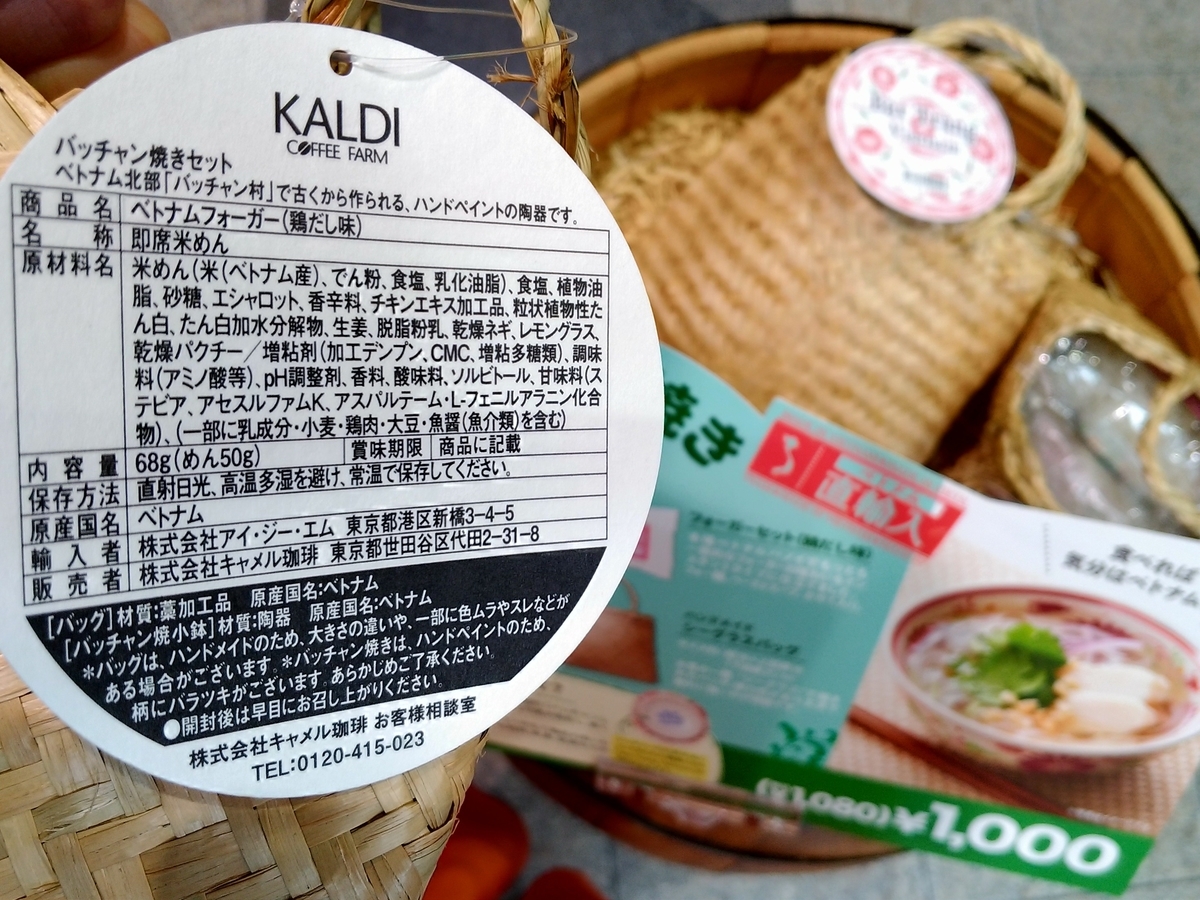 KALDI
COFFEE FARM
バッチャン焼きセット
ベトナム北部「バッチャン村」で古くから作られる、ハンドペイントの陶器です。
商品名 ベトナムフォーガー(鶏だし味)
名称 即席米めん
原材料名 米めん(米(ベトナム産)、でん粉、食塩、乳化油脂)、食塩、植物油
脂、砂糖、エシャロット、香辛料、チキンエキス加工品、粒状植物性た
ん白、たん白加水分解物、生姜、脱脂粉乳、乾燥ネギ、レモングラス、
乾燥パクチー/増粘剤(加工デンプン、CMC、増粘多糖類)、調味
料(アミノ酸等)、pH調整剤、香料、酸味料、ソルビトール、甘味料(ス
テビア、アセスルファムK、アスパルテーム・L-フェニルアラニン化合
物)、(一部に乳成分・小麦・鶏肉・大豆・魚醤(魚介類)を含む)
内容量 68g(めん50g) 賞味期限 商品に記載
保存方法 直射日光、高温多湿を避け、常温で保存してください。
原産国名 ベトナム
輸入者 株式会社アイ・ジー・エム 東京都港区新橋3-4-5
販売者 株式会社キャメル珈琲 東京都世田谷区代田2-31-8
[バッグ]材質:藁加工品 原産国名:ベトナム
[バッチャン焼小鉢]材質:陶器 原産国名:ベトナム
*バッグは、ハンドメイドのため、大きさの違いや、一部に色ムラやスレなどが
ある場合がございます。*バッチャン焼きは、ハンドペイントのため、
柄にバラツキがございます。あらかじめご了承ください。
●開封後は早目にお召し上がりください。
株式会社キャメル珈琲 お客様相談室
TEL:0120-415-023
焼き
直輸入
フォーガーセット(鶏だし味)
シーグラスバッグ
食べれば
気分はベトナム
1,000